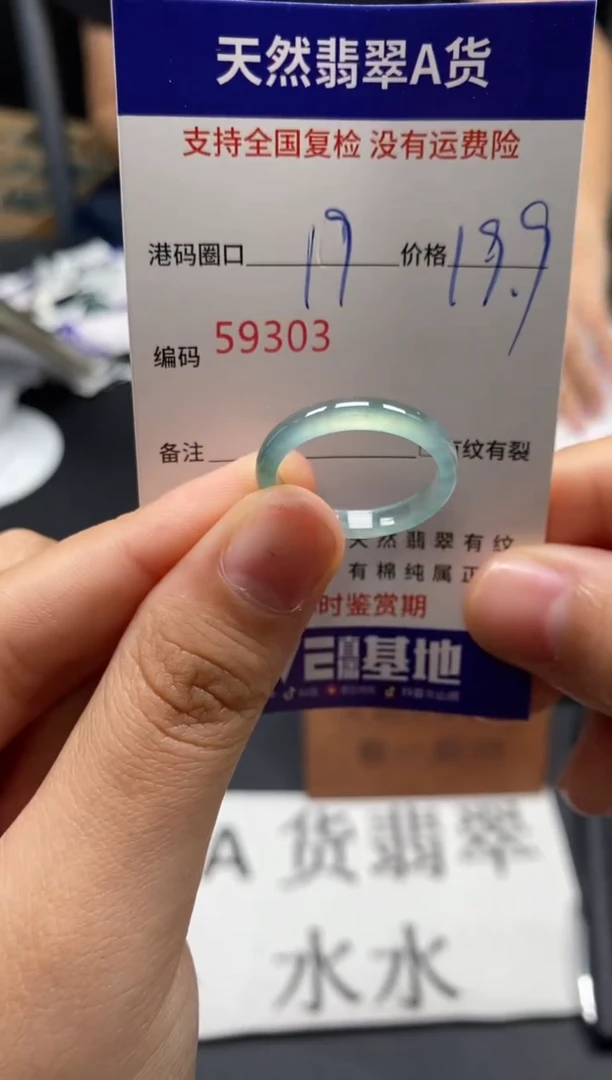 天然翡翠A货
支持全国复检 没有运费险
港码圈口 19 价格 19.9
编码 59303
备注 有纹有裂
天然翡翠有纹
有棉纯属正
时鉴赏期
基地
A货翡翠
水水